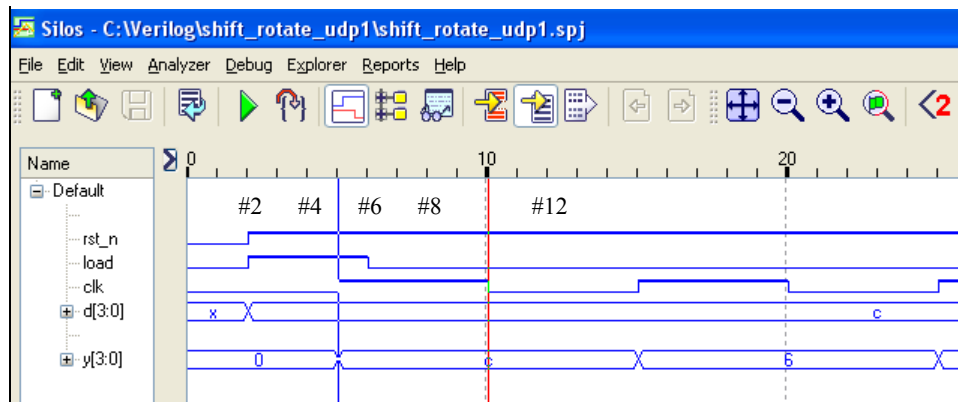 Silos - C:\Verilog\shift_rotate_udp1\shift_rotate_udp1.spj
File Edit View Analyzer Debug Explorer Reports Help
2
Name 0 10 20
Default
#2 #4 #6 #8 #12
rst_n
load
clk
d[3:0] x c
y[3:0] 0 c 6